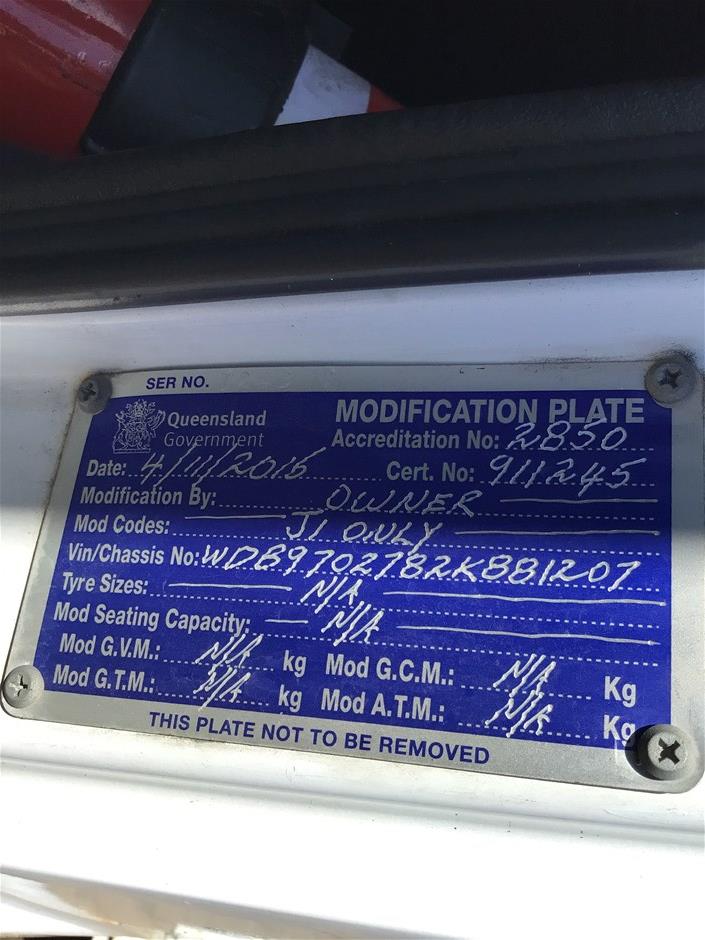 SER NO.
Queensland Government
MODIFICATION PLATE
Accreditation No: 2850
Date: 4/11/2016 Cert. No: 911245
Modification By: OWNER
Mod Codes: J1 ONLY
Vin/Chassis No: WDB9702782K881207
Tyre Sizes: N/A
Mod Seating Capacity: N/A
Mod G.V.M.: N/A kg Mod G.C.M.: N/A Kg
Mod G.T.M.: N/A kg Mod A.T.M.: N/A Kg
THIS PLATE NOT TO BE REMOVED